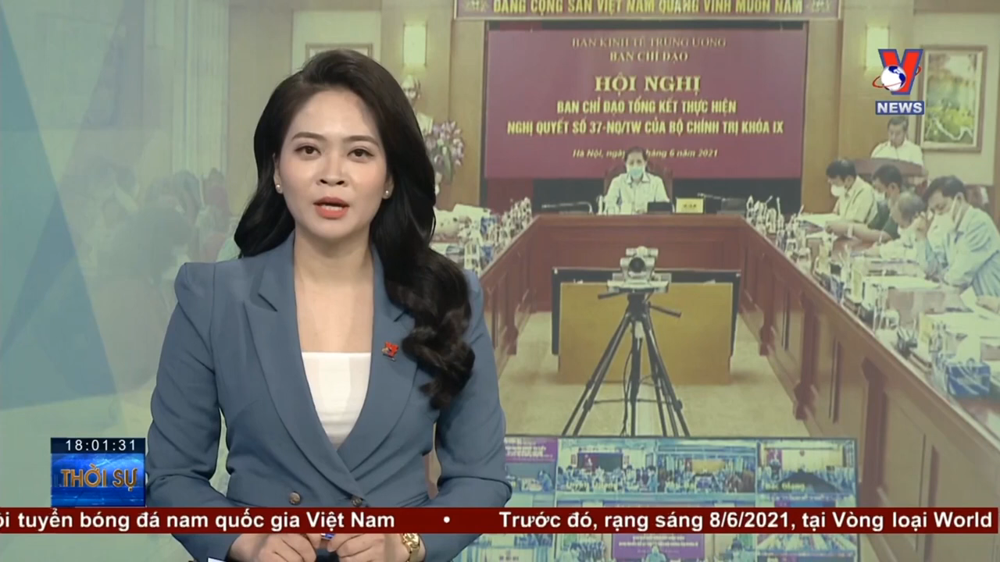 ĐẢNG CỘNG SẢN VIỆT NAM QUANG VINH MUÔN NĂM
BAN KINH TẾ TRUNG ƯƠNG
BAN CHỈ ĐẠO
HỘI NGHỊ
BAN CHỈ ĐẠO TỔNG KẾT THỰC HIỆN
NGHỊ QUYẾT SỐ 37-NQ/TW CỦA BỘ CHÍNH TRỊ KHÓA IX
Hà Nội, ngày tháng 6 năm 2021
V
NEWS
Bắc Giang
18:01:31
THỜI SỰ
ội tuyển bóng đá nam quốc gia Việt Nam • Trước đó, rạng sáng 8/6/2021, tại Vòng loại World